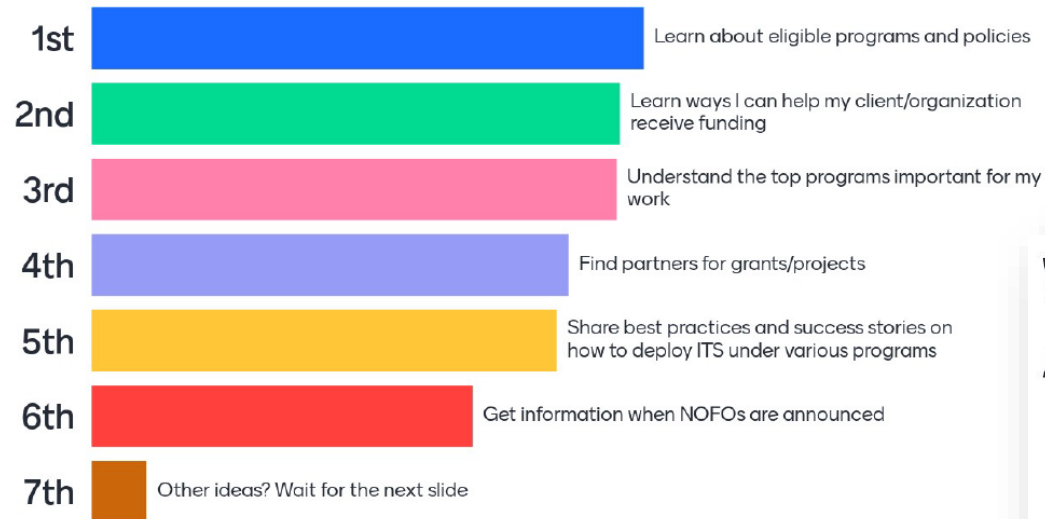 1st
Learn about eligible programs and policies
2nd
Learn ways I can help my client/organization
receive funding
3rd
Understand the top programs important for my
work
4th
Find partners for grants/projects
5th
Share best practices and success stories on
how to deploy ITS under various programs
6th
Get information when NOFOs are announced
7th
Other ideas? Wait for the next slide